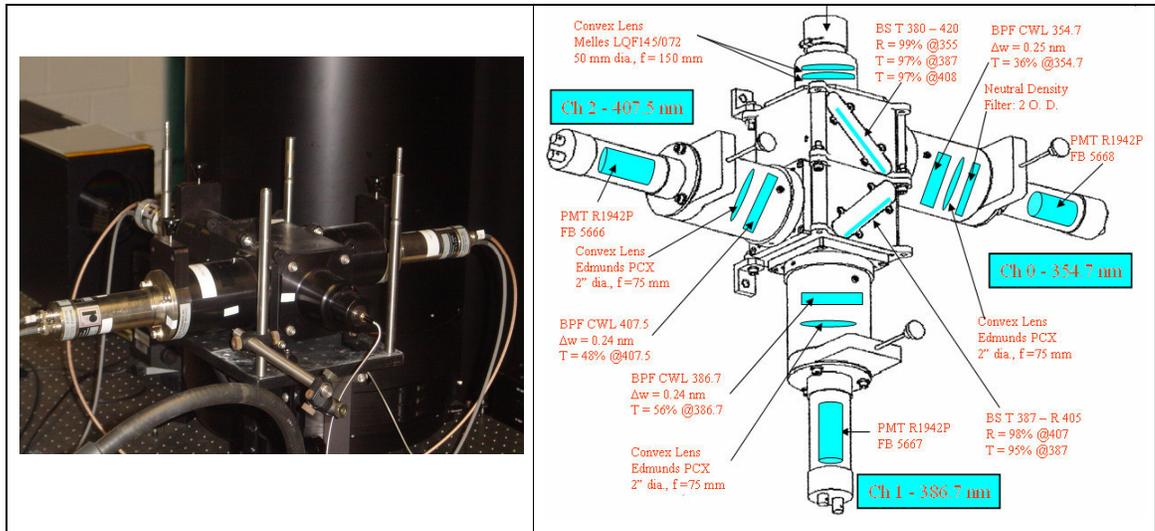 Convex Lens
Melles LQF145/072
50 mm dia., f = 150 mm
BS T 380 – 420
R = 99% @355
T = 97% @387
T = 97% @408
BPF CWL 354.7
Δw = 0.25 nm
T = 36% @354.7
Neutral Density
Filter: 2 O. D.
Ch 2 - 407.5 nm
PMT R1942P
FB 5668
PMT R1942P
FB 5666
Convex Lens
Edmunds PCX
2" dia., f =75 mm
Ch 0 - 354.7 nm
BPF CWL 407.5
Δw = 0.24 nm
T = 48% @407.5
Convex Lens
Edmunds PCX
2" dia., f =75 mm
BPF CWL 386.7
Δw = 0.24 nm
T = 56% @386.7
BS T 387 – R 405
R = 98% @407
T = 95% @387
PMT R1942P
FB 5667
Convex Lens
Edmunds PCX
2" dia., f =75 mm
Ch 1 - 386.7 nm